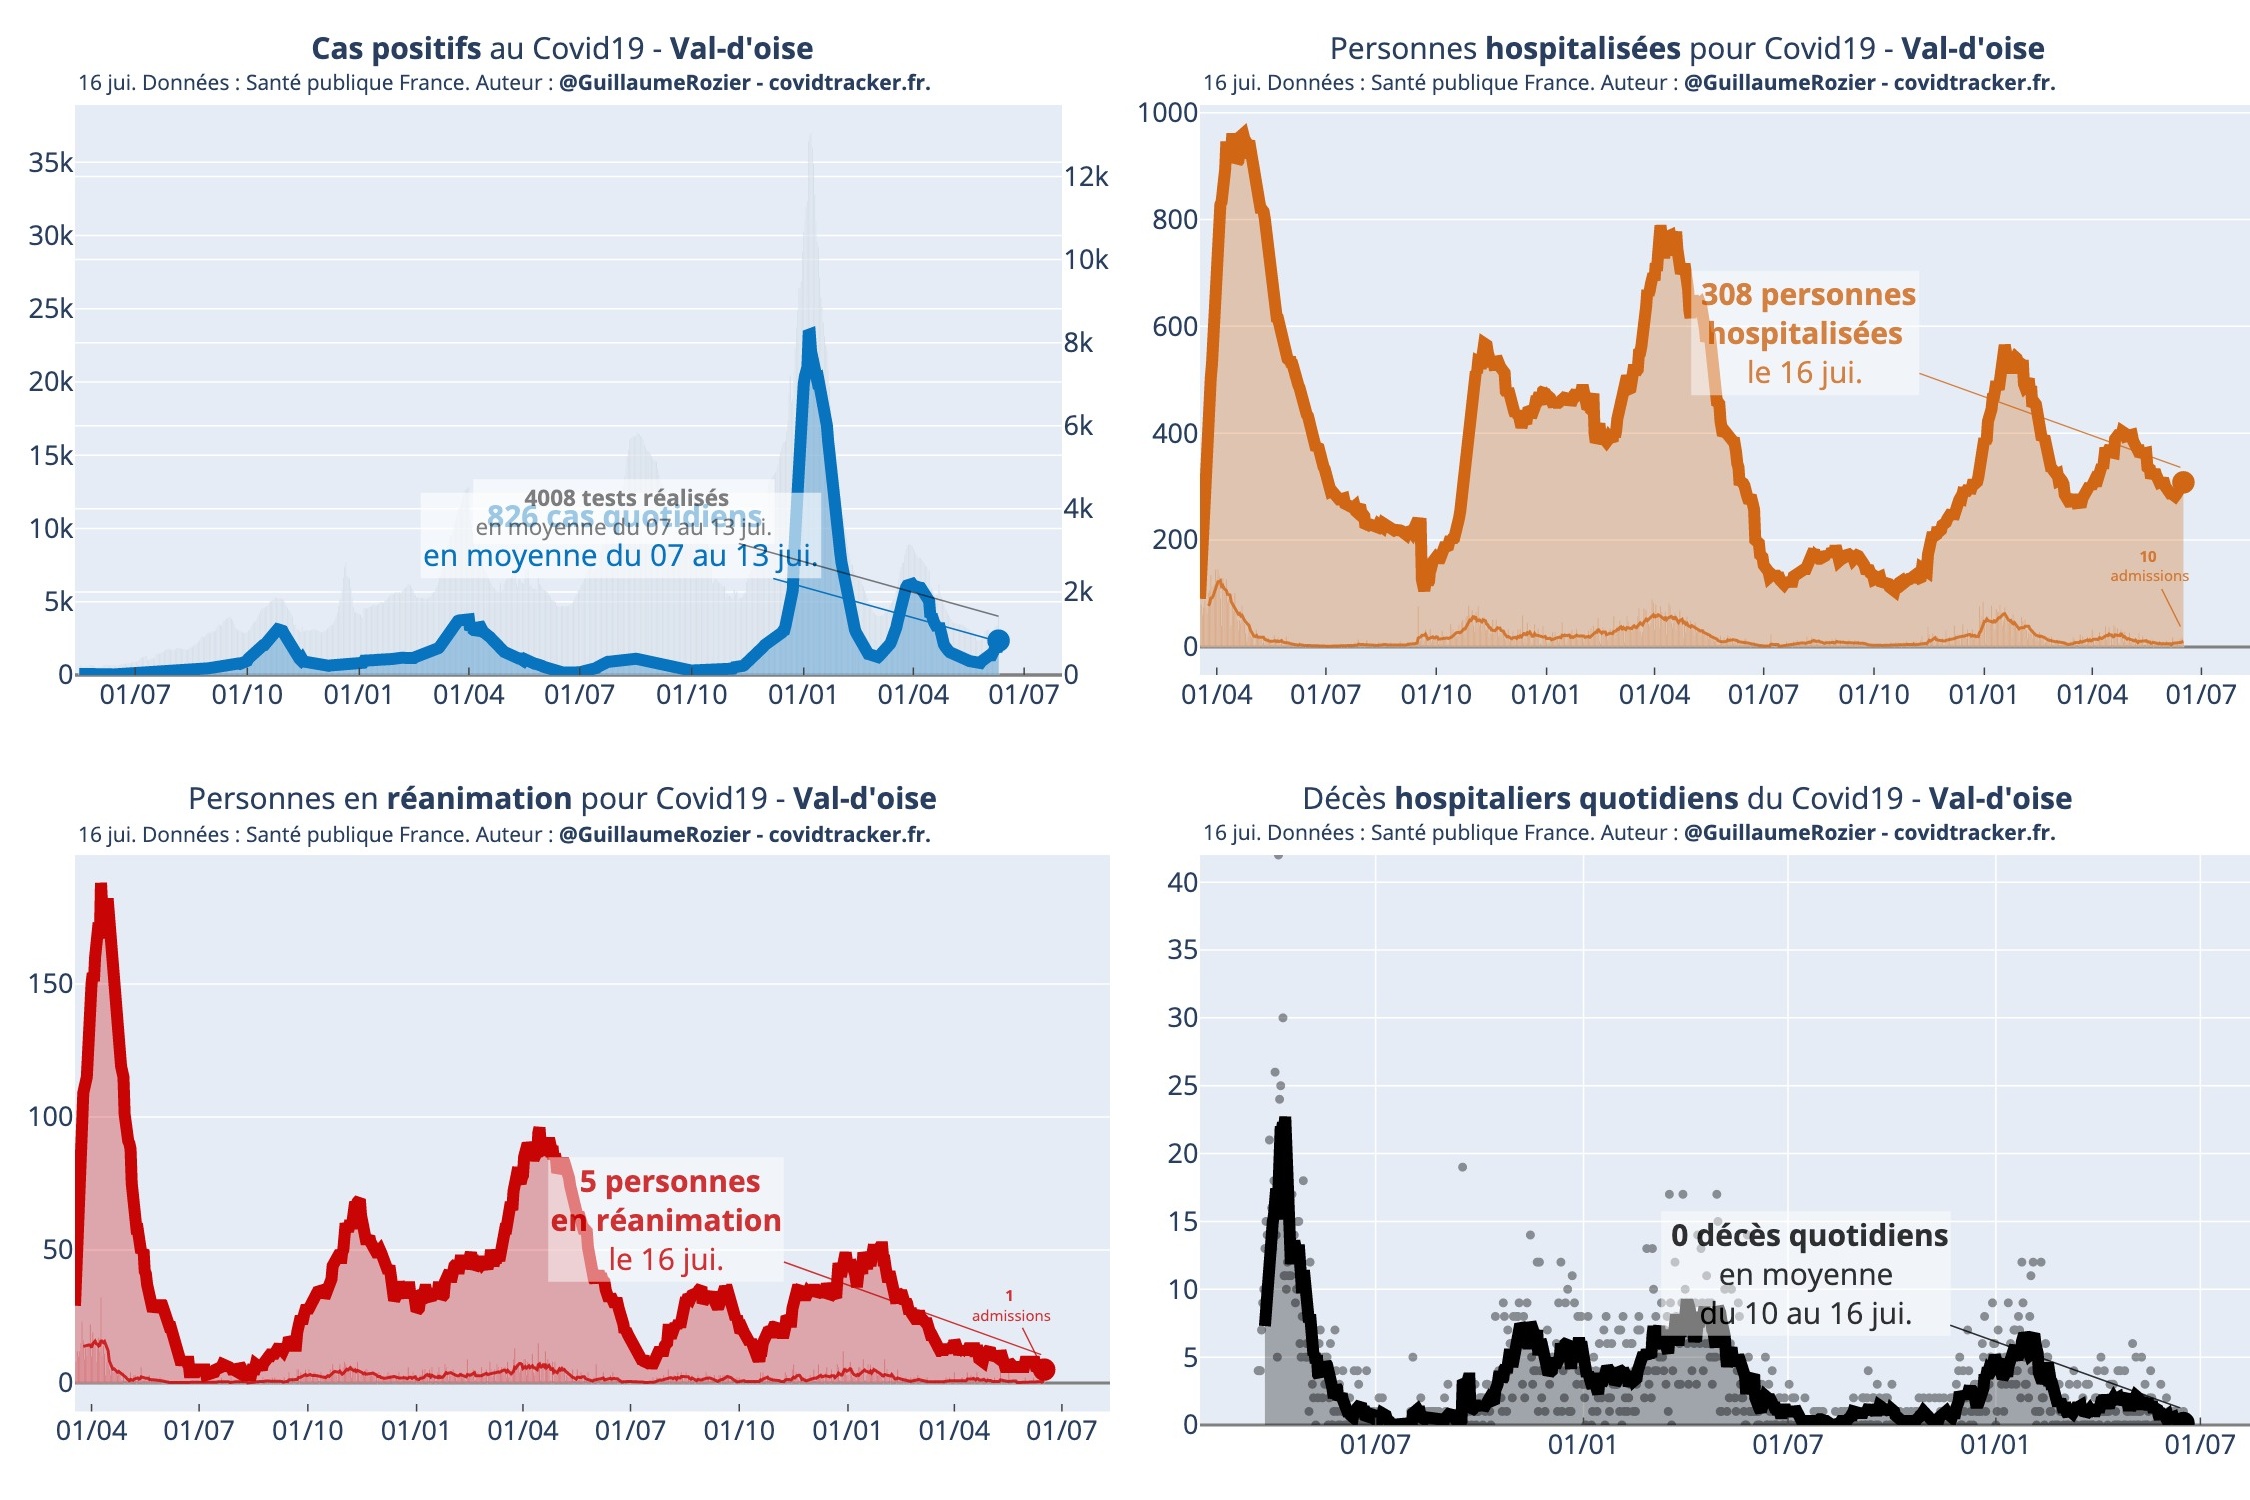 Cas positifs au Covid19 - Val-d'oise
16 jui. Données : Santé publique France. Auteur : @GuillaumeRozier - covidtracker.fr.
35k
30k
25k
20k
15k
10k
5k
0
12k
10k
8k
6k
4k
2k
0
4008 tests réalisés
en moyenne du 07 au 13 jui.
826 cas quotidiens
en moyenne du 07 au 13 jui.
01/07 01/10 01/01 01/04 01/07 01/10 01/01 01/04 01/07
Personnes hospitalisées pour Covid19 - Val-d'oise
16 jui. Données : Santé publique France. Auteur : @GuillaumeRozier - covidtracker.fr.
1000
800
600
400
200
0
308 personnes
hospitalisées
le 16 jui.
10
admissions
01/04 01/07 01/10 01/01 01/04 01/07 01/10 01/01 01/04 01/07
Personnes en réanimation pour Covid19 - Val-d'oise
16 jui. Données : Santé publique France. Auteur : @GuillaumeRozier - covidtracker.fr.
150
100
50
0
5 personnes
en réanimation
le 16 jui.
1
admissions
01/04 01/07 01/10 01/01 01/04 01/07 01/10 01/01 01/04 01/07
Décès hospitaliers quotidiens du Covid19 - Val-d'oise
16 jui. Données : Santé publique France. Auteur : @GuillaumeRozier - covidtracker.fr.
40
35
30
25
20
15
10
5
0
0 décès quotidiens
en moyenne
du 10 au 16 jui.
01/07 01/01 01/07 01/01 01/07